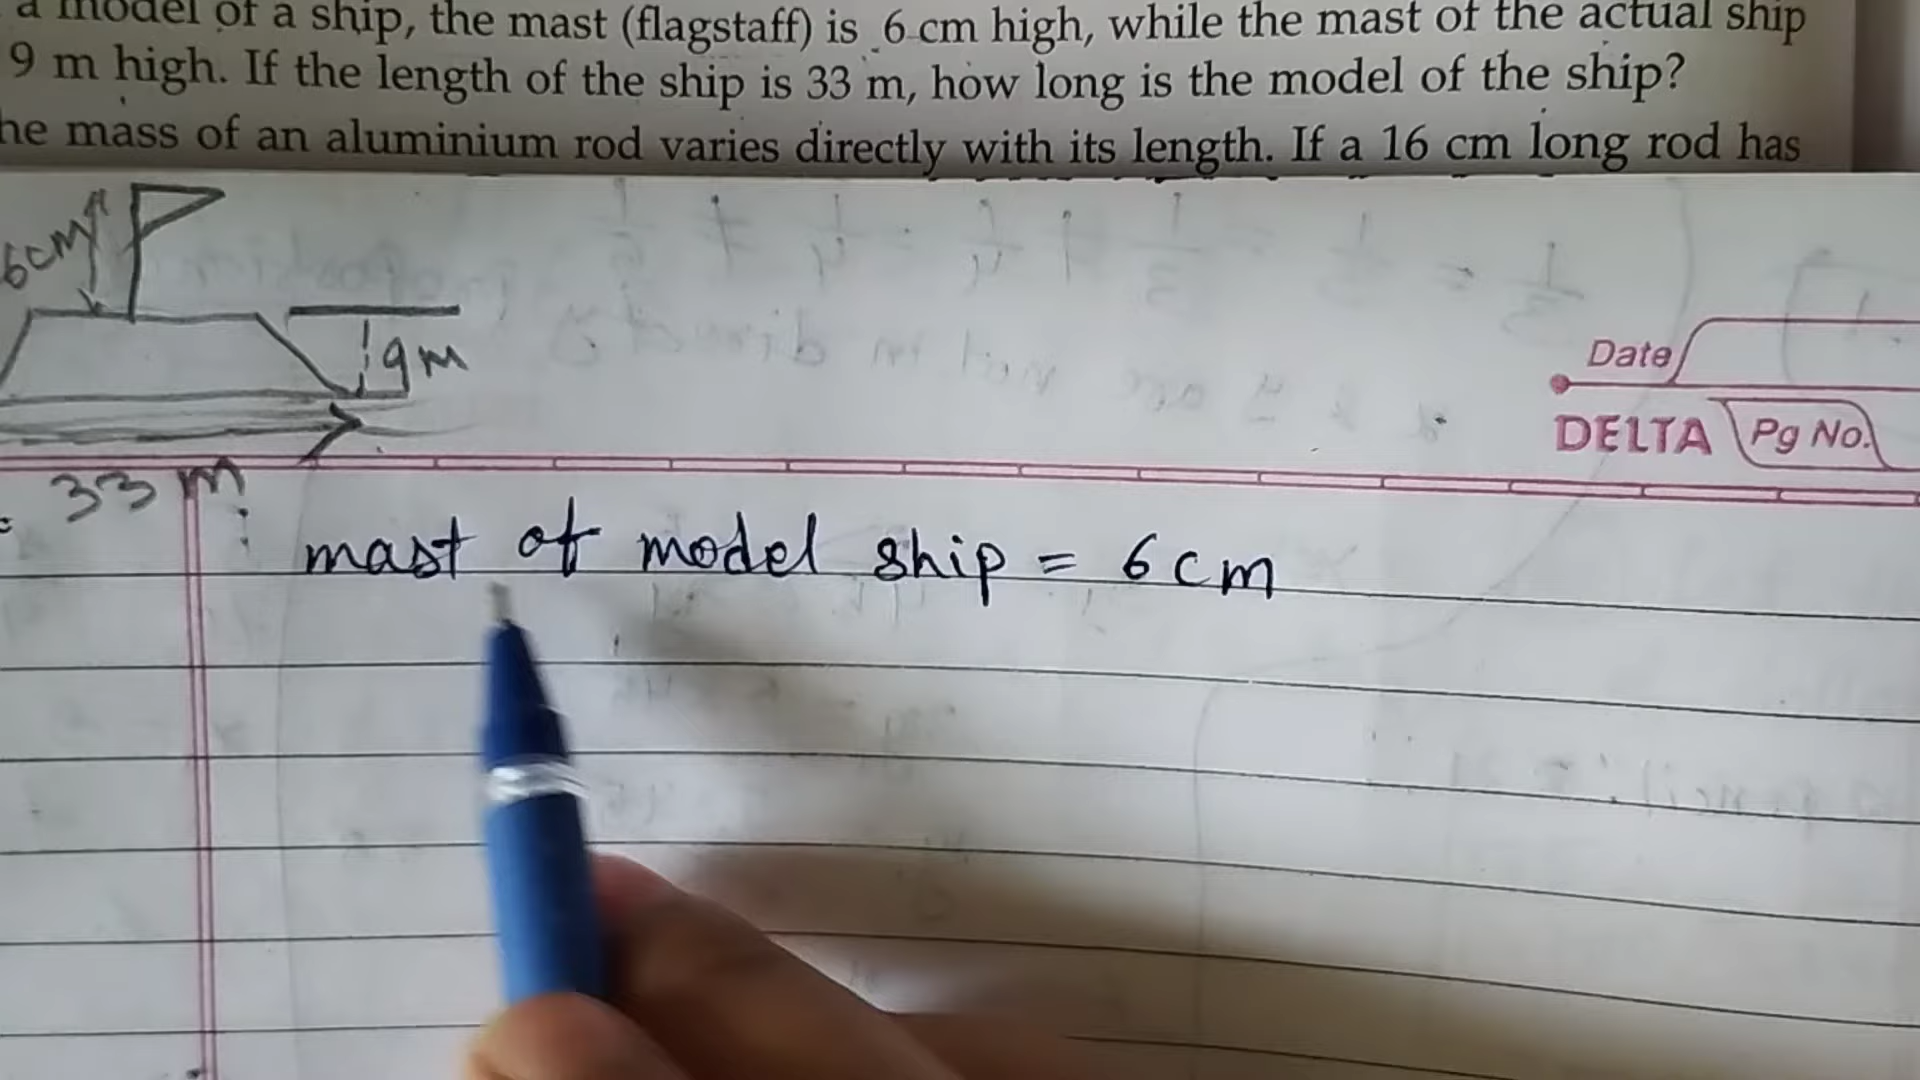 a model of a ship, the mast (flagstaff) is 6 cm high, while the mast of the actual ship
9 m high. If the length of the ship is 33 m, how long is the model of the ship?
he mass of an aluminium rod varies directly with its length. If a 16 cm long rod has
6cm
9m
Date
DELTA Pg No.
33 m
mast of model ship = 6cm